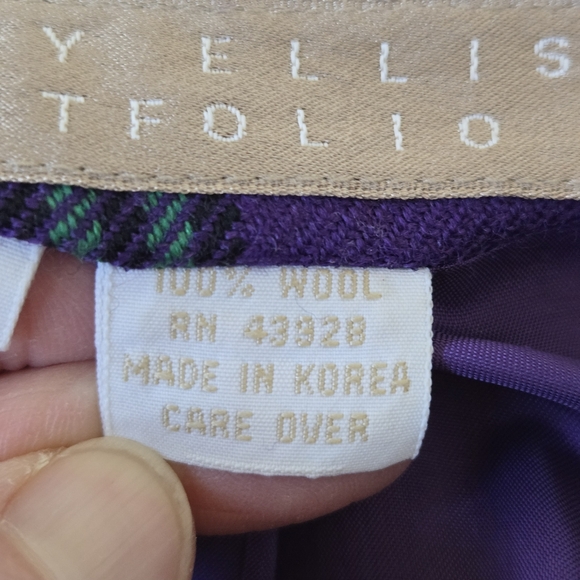 Y ELLIS
TFOLIO
100% WOOL
RN 43928
MADE IN KOREA
CARE OVER